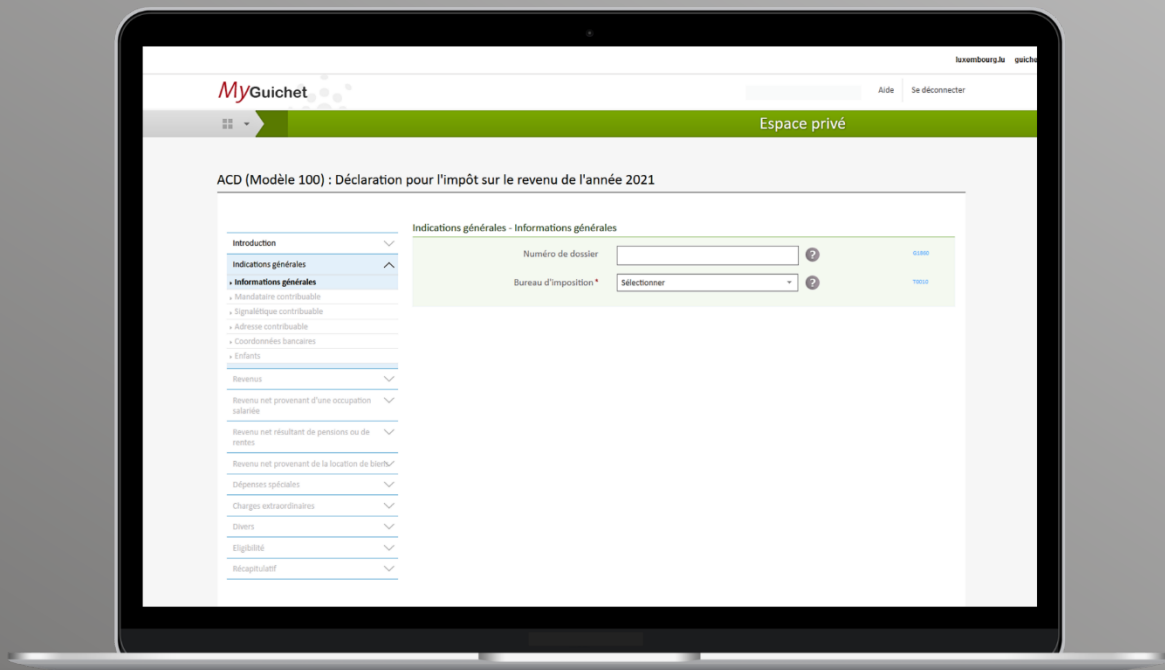 luxembourg.lu guich
MyGuichet
Aide Se déconnecter
Espace privé
ACD (Modèle 100) : Déclaration pour l'impôt sur le revenu de l'année 2021
Introduction
Indications générales
Informations générales
Mandataire contribuable
Signalétique contribuable
Adresse contribuable
Coordonnées bancaires
Enfants
Revenus
Revenu net provenant d'une occupation
salariée
Revenu net résultant de pensions ou de
rentes
Revenu net provenant de la location de biens
Dépenses spéciales
Charges extraordinaires
Divers
Eligibilité
Récapitulatif
Indications générales - Informations générales
Numéro de dossier ?
Bureau d'imposition * Sélectionner ?